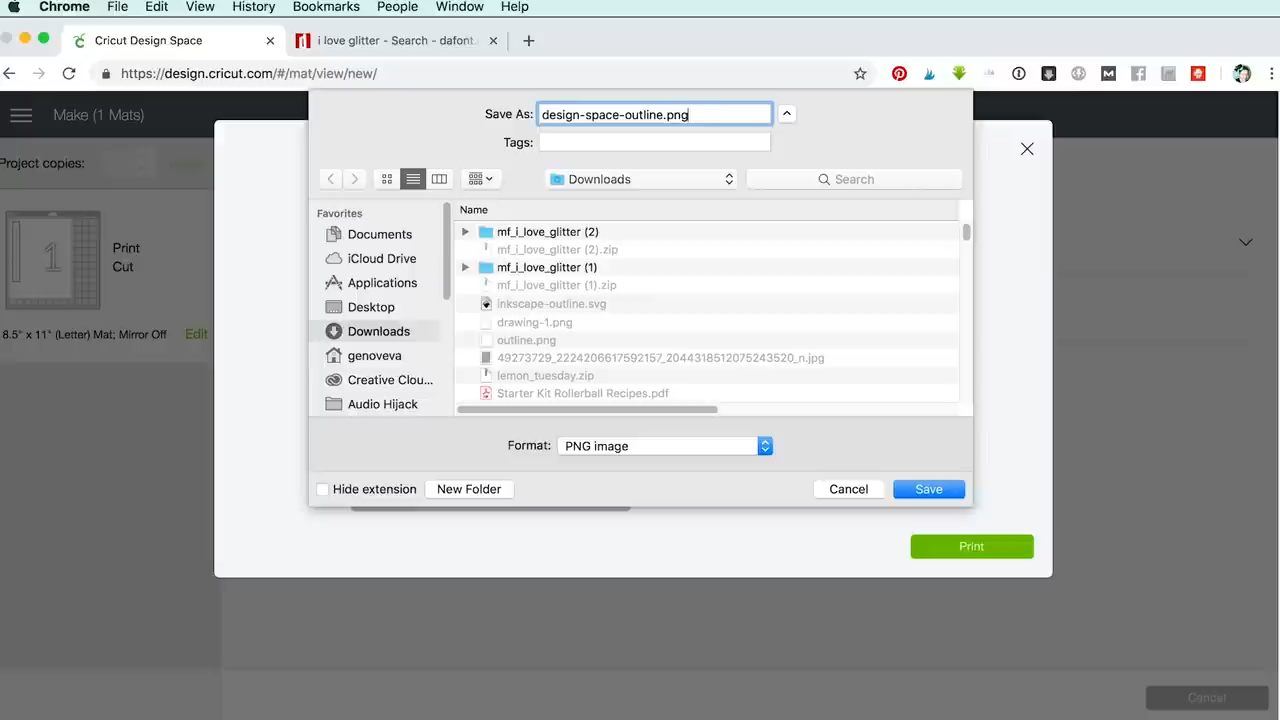 Chrome File Edit View History Bookmarks People Window Help
Cricut Design Space
i love glitter - Search - dafont.
https://design.cricut.com/#/mat/view/new/
Make (1 Mats)
Save As: design-space-outline.png
Tags:
Project copies:
Downloads
Search
Favorites
Name
Documents
mf_i_love_glitter (2)
mf_i_love_glitter (2).zip
iCloud Drive
mf_i_love_glitter (1)
Applications
mf_i_love_glitter (1).zip
Desktop
inkscape-outline.svg
drawing-1.png
Downloads
outline.png
genoveva
49273729_2224206617592157_2044318512075243520_n.jpg
Creative Clou...
lemon_tuesday.zip
Starter Kit Rollerball Recipes.pdf
Audio Hijack
1
Print
Cut
8.5" x 11" (Letter) Mat; Mirror Off Edit
Format: PNG image
Hide extension New Folder Cancel Save
Print
Cancel